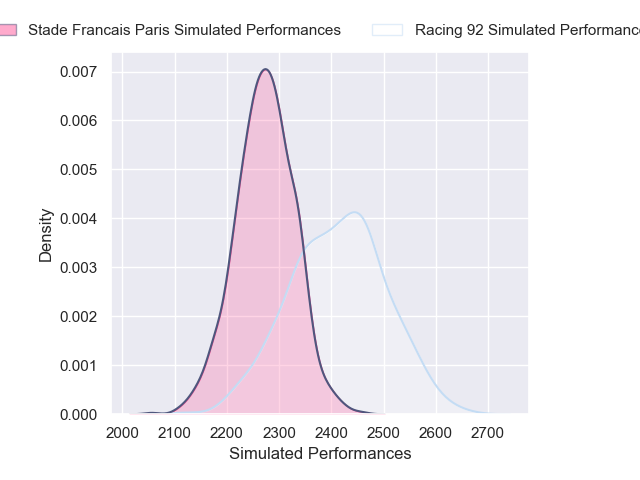 Stade Francais Paris Simulated Performances Racing 92 Simulated Performanc
0.007
0.006
0.005
0.004
0.003
0.002
0.001
0.000
Density
2000 2100 2200 2300 2400 2500 2600 2700
Simulated Performances